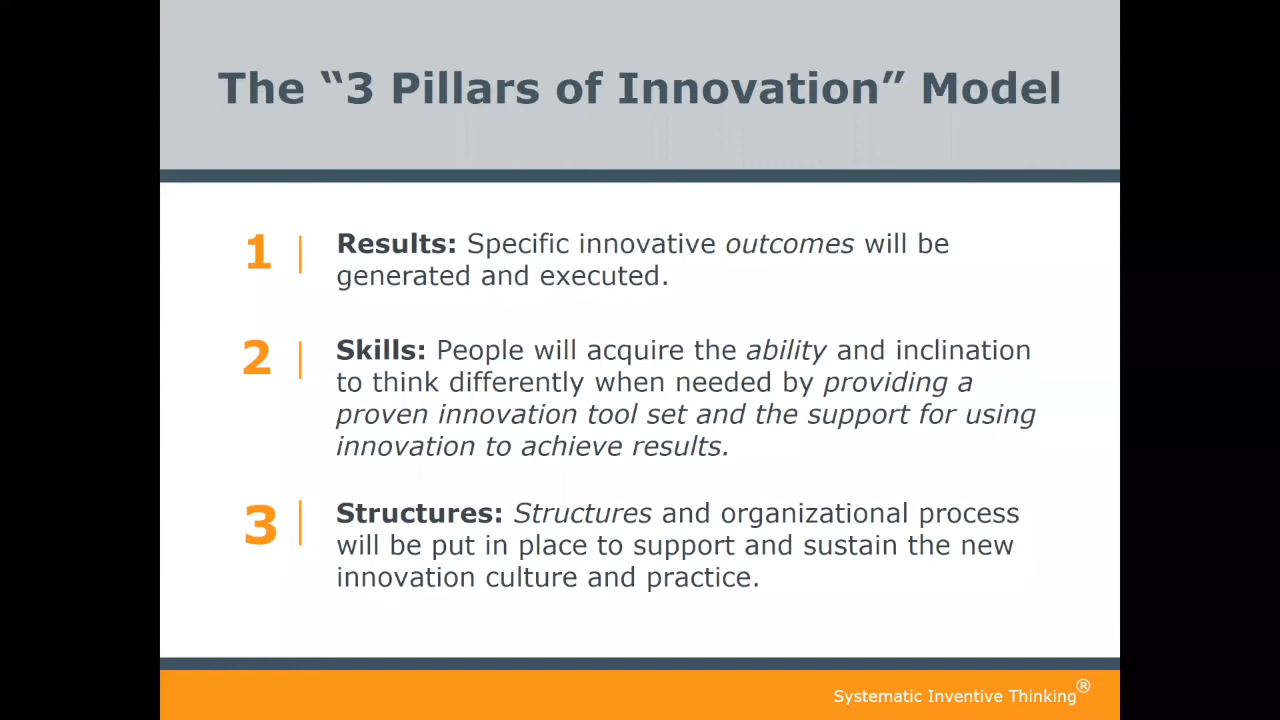 The “3 Pillars of Innovation” Model
1
Results: Specific innovative outcomes will be
generated and executed.
2
Skills: People will acquire the ability and inclination
to think differently when needed by providing a
proven innovation tool set and the support for using
innovation to achieve results.
3
Structures: Structures and organizational process
will be put in place to support and sustain the new
innovation culture and practice.
Systematic Inventive Thinking®